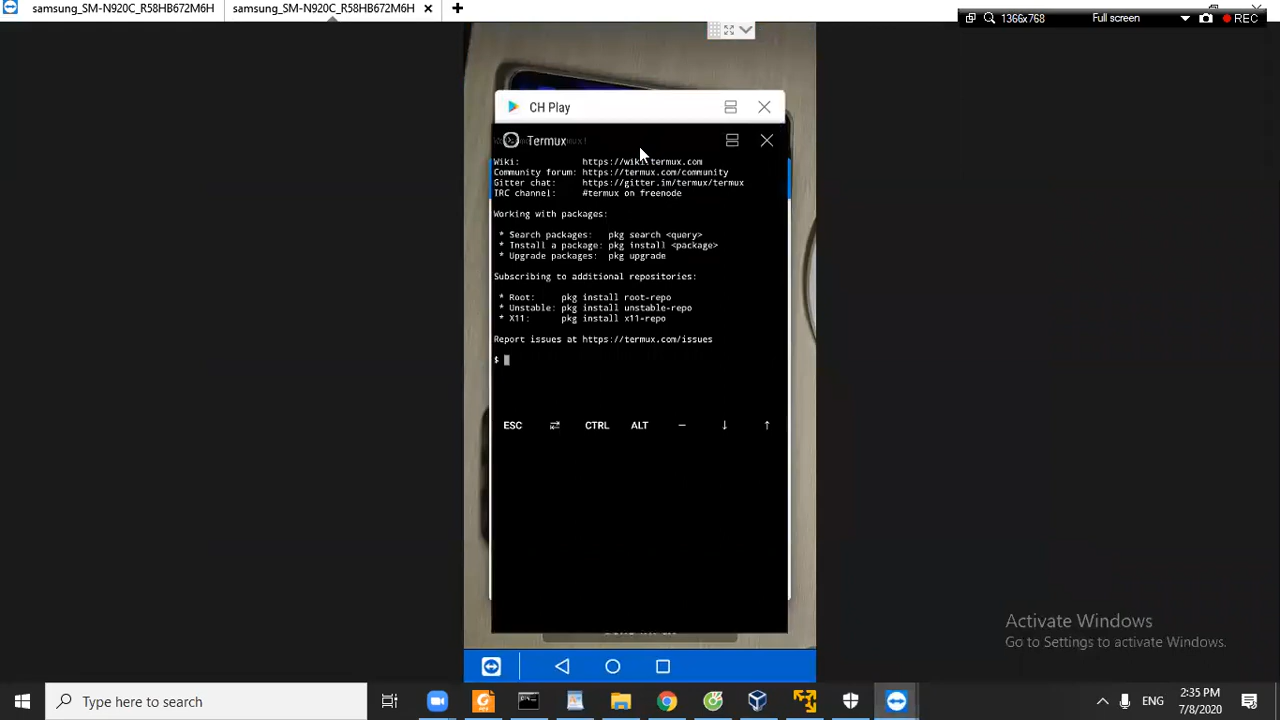 samsung_SM-N920C_R58HB672M6H samsung_SM-N920C_R58HB672M6H
1366x768 Full screen REC
CH Play
Termux
Wiki: https://wiki.termux.com
Community forum: https://termux.com/community
Gitter chat: https://gitter.im/termux/termux
IRC channel: #termux on freenode
Working with packages:
* Search packages: pkg search <query>
* Install a package: pkg install <package>
* Upgrade packages: pkg upgrade
Subscribing to additional repositories:
* Root: pkg install root-repo
* Unstable: pkg install unstable-repo
* X11: pkg install x11-repo
Report issues at https://termux.com/issues
$
ESC ⇄ CTRL ALT — ↓ ↑
Activate Windows
Go to Settings to activate Windows.
Type here to search
ENG
2:35 PM
7/8/2020